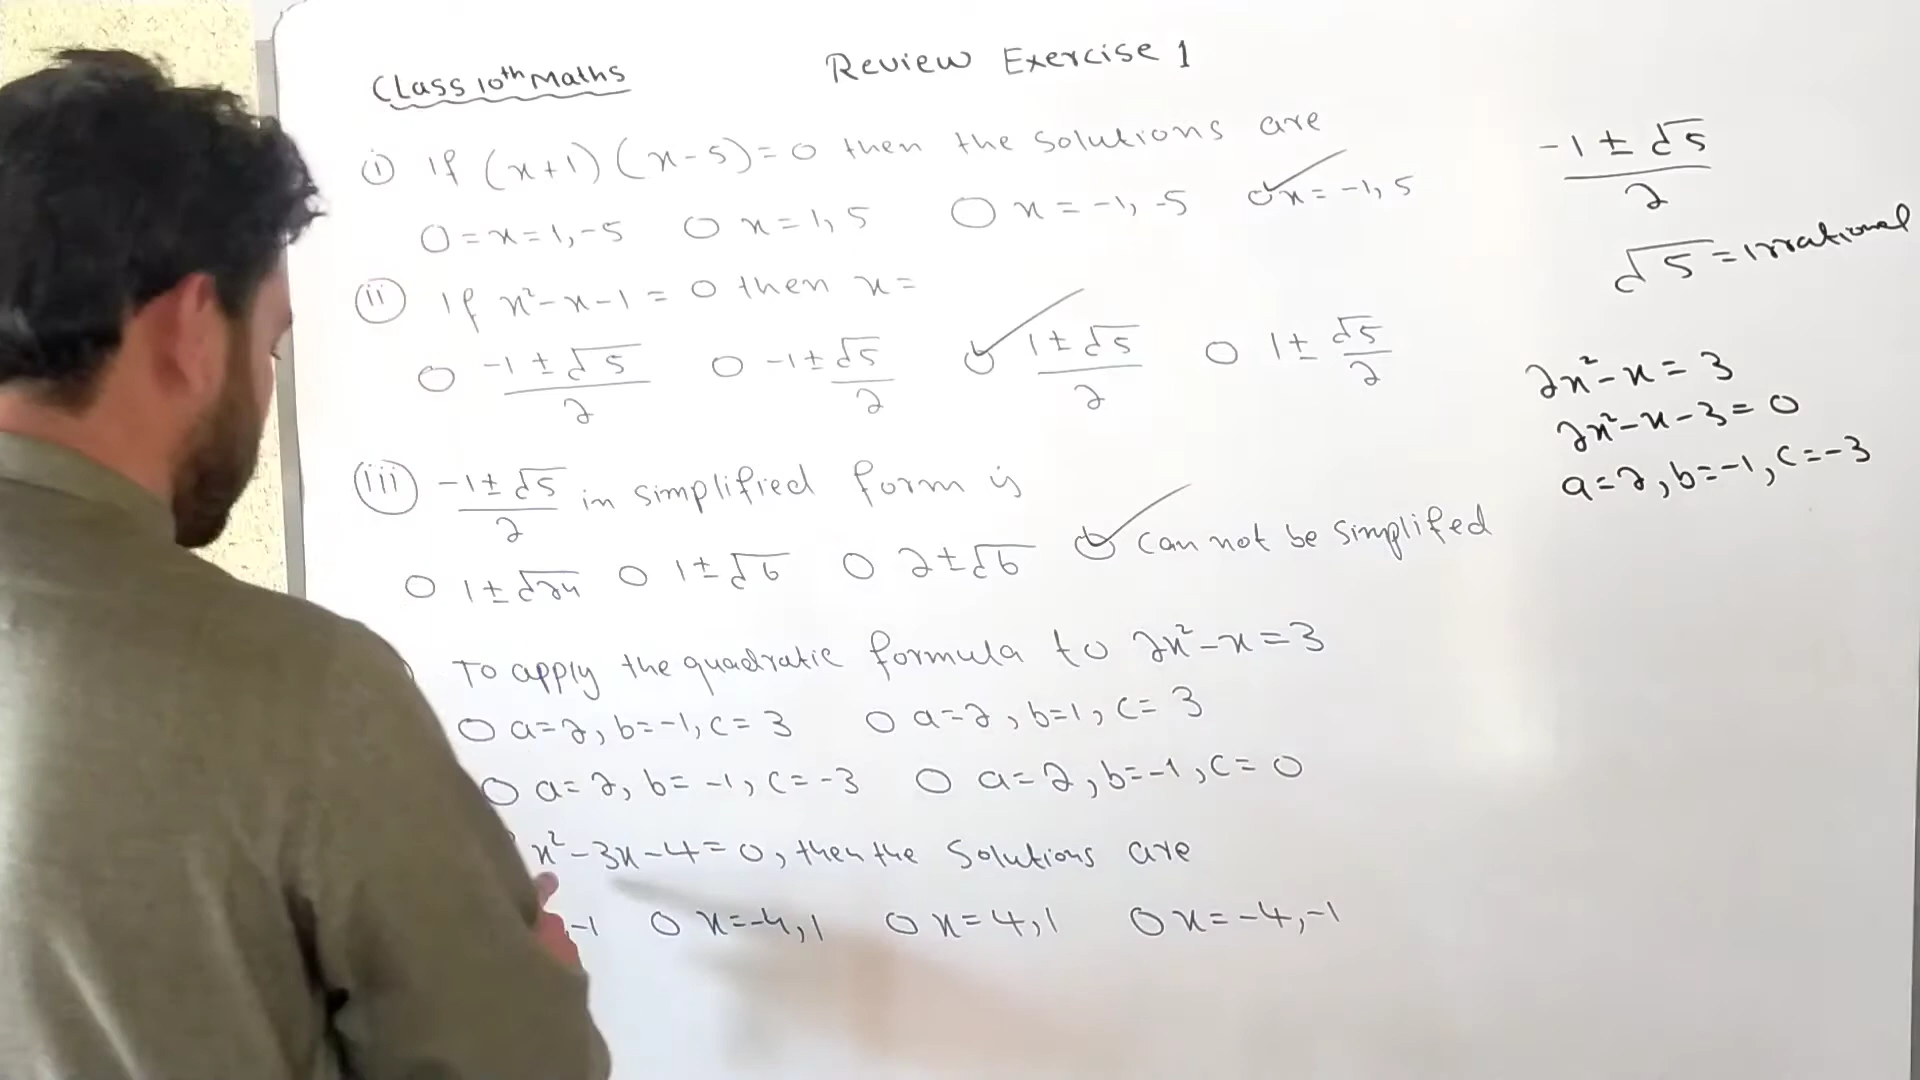 Class 10th Maths
Review Exercise 1
(i) If (x+1)(x-5)=0 then the solutions are
○=x=1,-5 ○ x=1,5 ○ x=-1,-5 ○✓x=-1,5
(ii) If x²-x-1=0 then x=
○ (-1±√5)/2 ○ -1±√5/2 ○✓ (1±√5)/2 ○ 1±√5/2
(iii) (-1±√5)/2 in simplified form is
○ 1±√24 ○ 1±√6 ○ 2±√6 ○✓ can not be simplifed
To apply the quadratic formula to 2x²-x=3
○ a=2, b=-1, c=3 ○ a=2, b=1, c=3
○ a=2, b=-1, c=-3 ○ a=2, b=-1, c=0
x²-3x-4=0, then the solutions are
,-1 ○ x=-4,1 ○ x=4,1 ○ x=-4,-1
(-1±√5)/2
√5=irrational
2x²-x=3
2x²-x-3=0
a=2, b=-1, c=-3